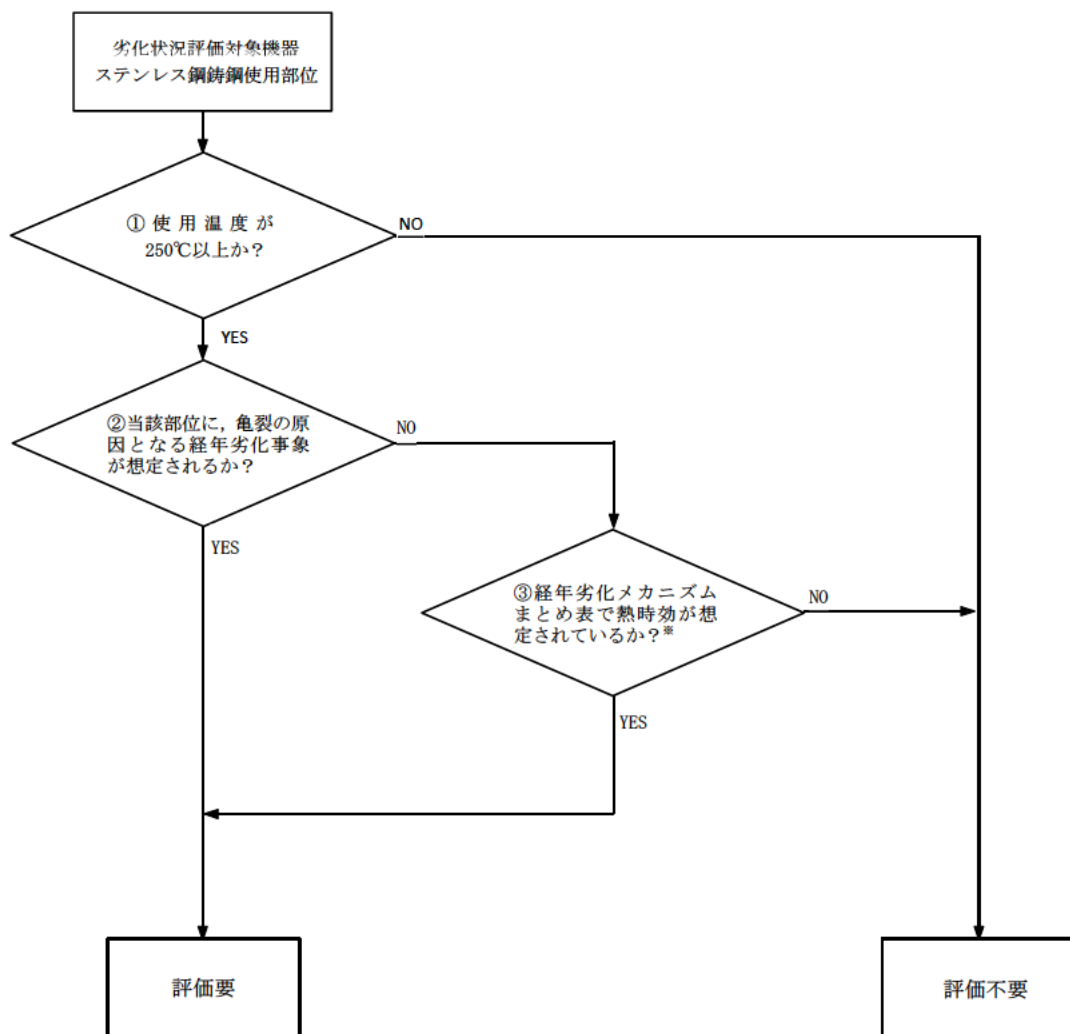 劣化状況評価対象機器
ステンレス鋼鋳鋼使用部位
①使用温度が
250℃以上か？
NO
YES
②当該部位に，亀裂の原
因となる経年劣化事象
が想定されるか？
NO
YES
③経年劣化メカニズム
まとめ表で熱時効が想
定されているか？※
NO
YES
評価要
評価不要